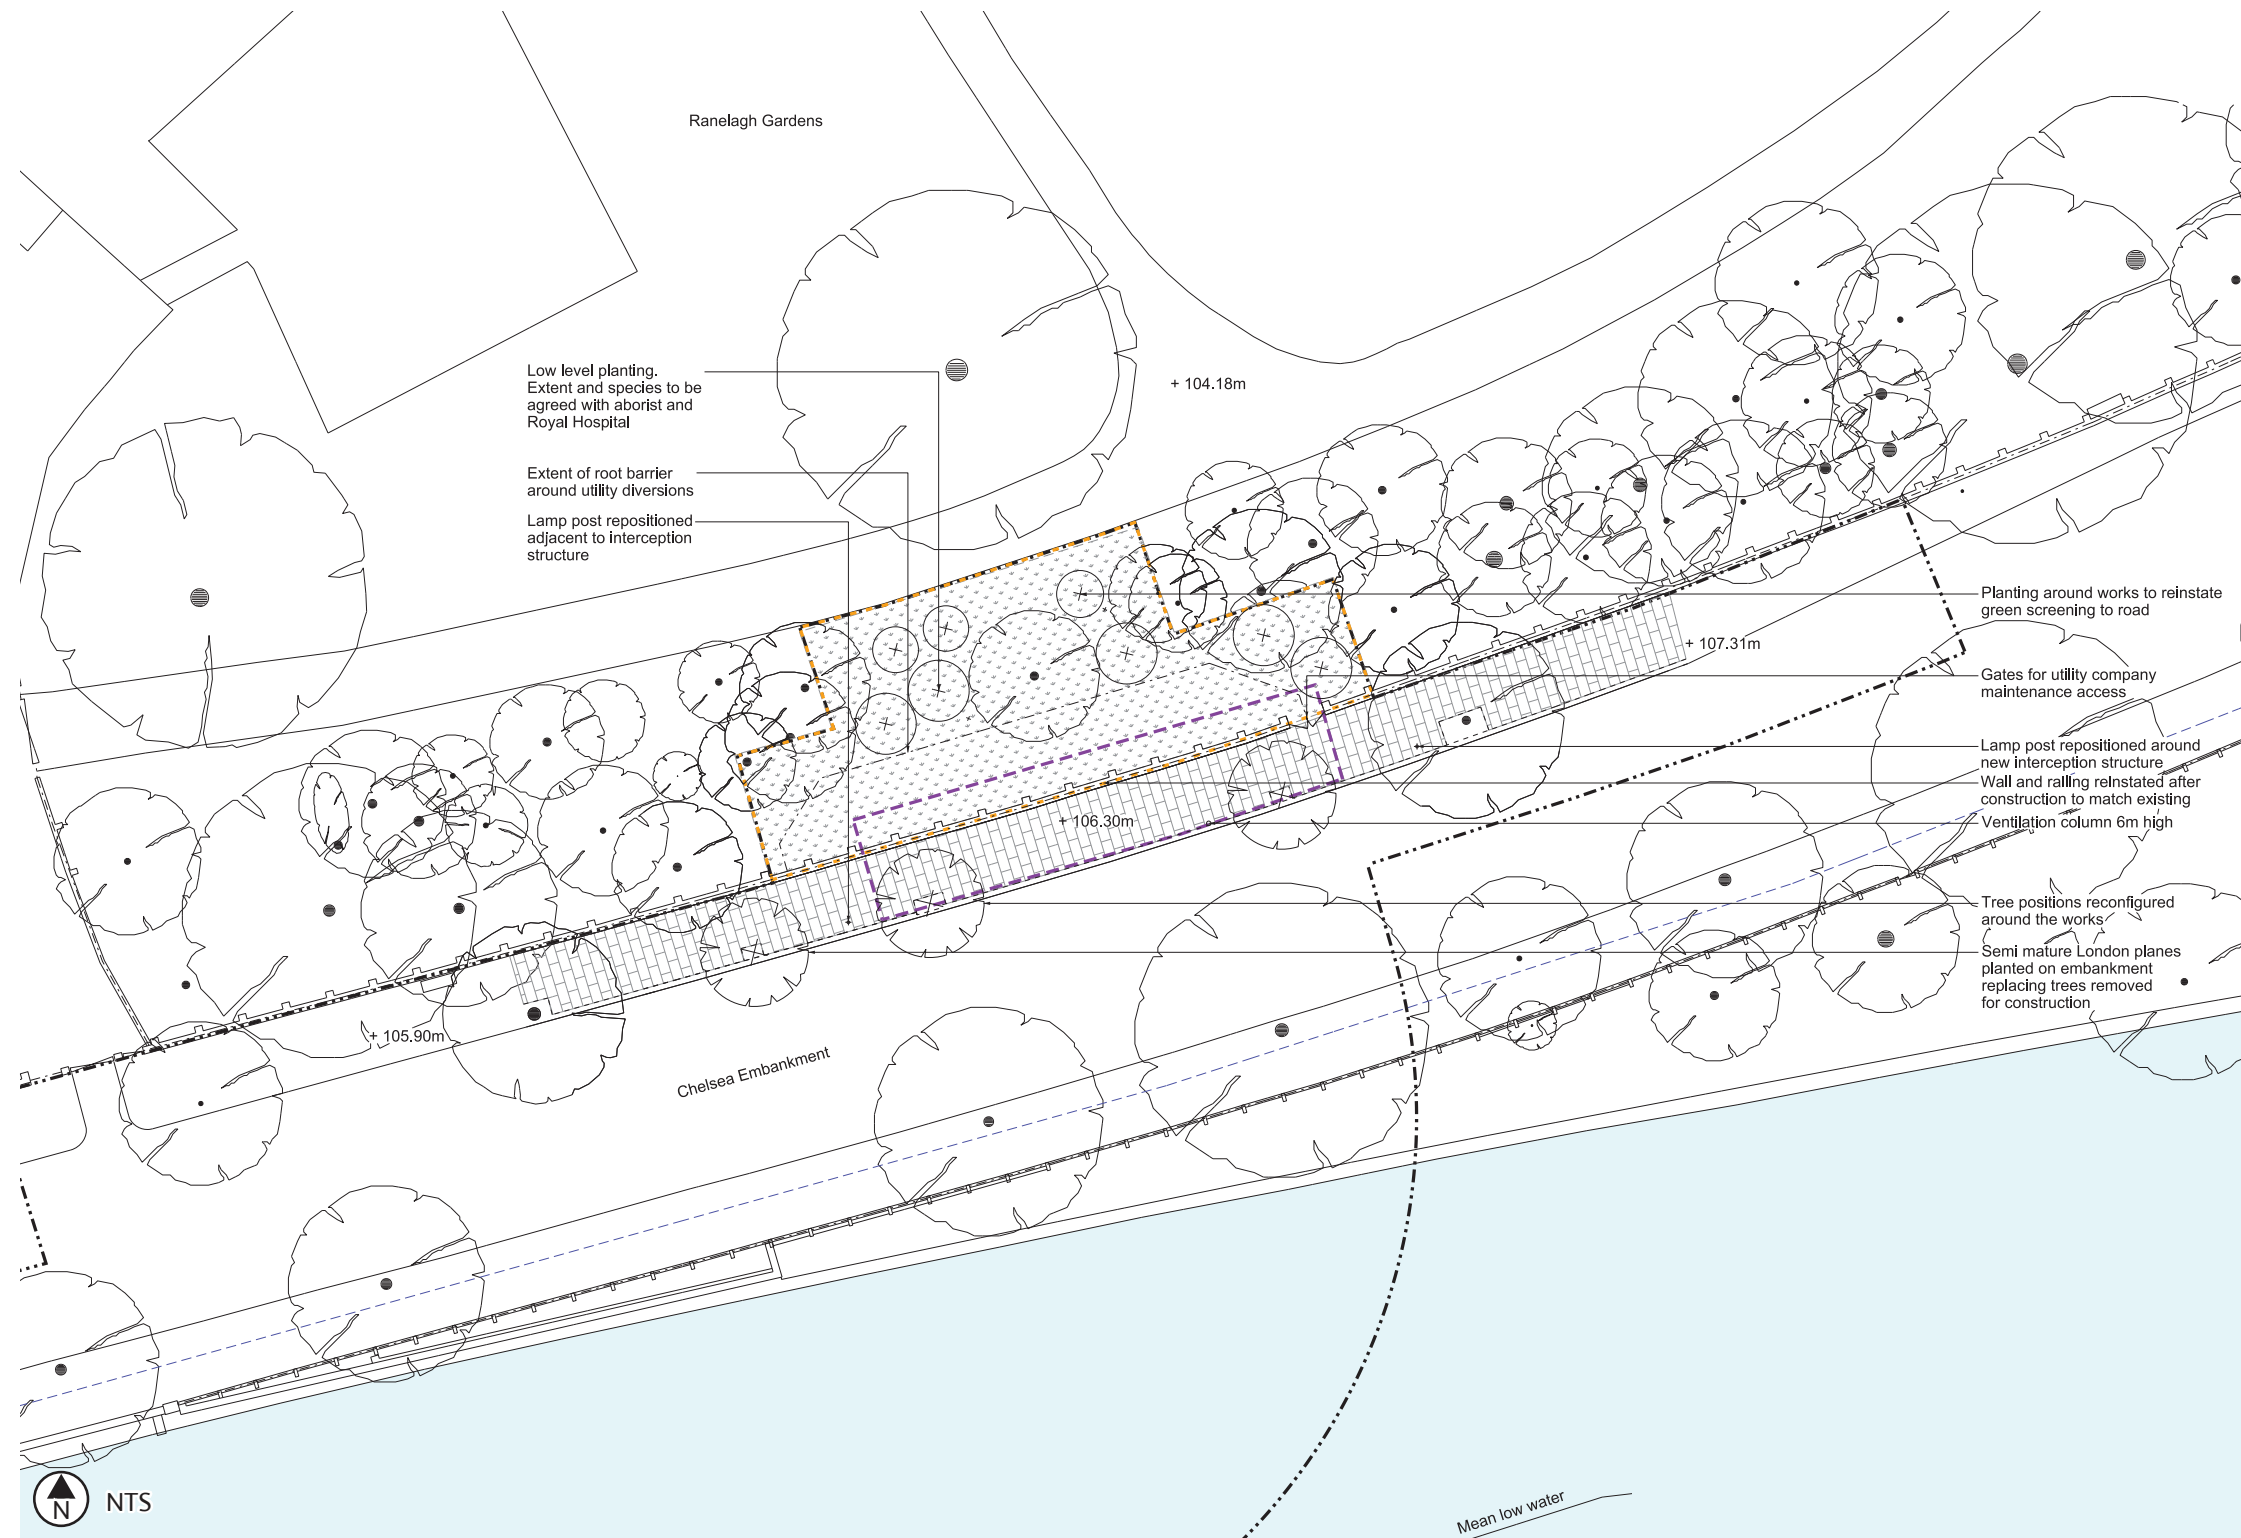 Ranelagh Gardens
Low level planting.
Extent and species to be
agreed with aborist and
Royal Hospital
+ 104.18m
Extent of root barrier
around utility diversions
Lamp post repositioned
adjacent to interception
structure
Planting around works to reinstate
green screening to road
+ 107.31m
Gates for utility company
maintenance access
Lamp post repositioned around
new interception structure
Wall and railing reinstated after
construction to match existing
+ 106.30m
Ventilation column 6m high
Tree positions reconfigured
around the works
Semi mature London planes
planted on embankment
replacing trees removed
for construction
+ 105.90m
Chelsea Embankment
N
NTS
Mean low water